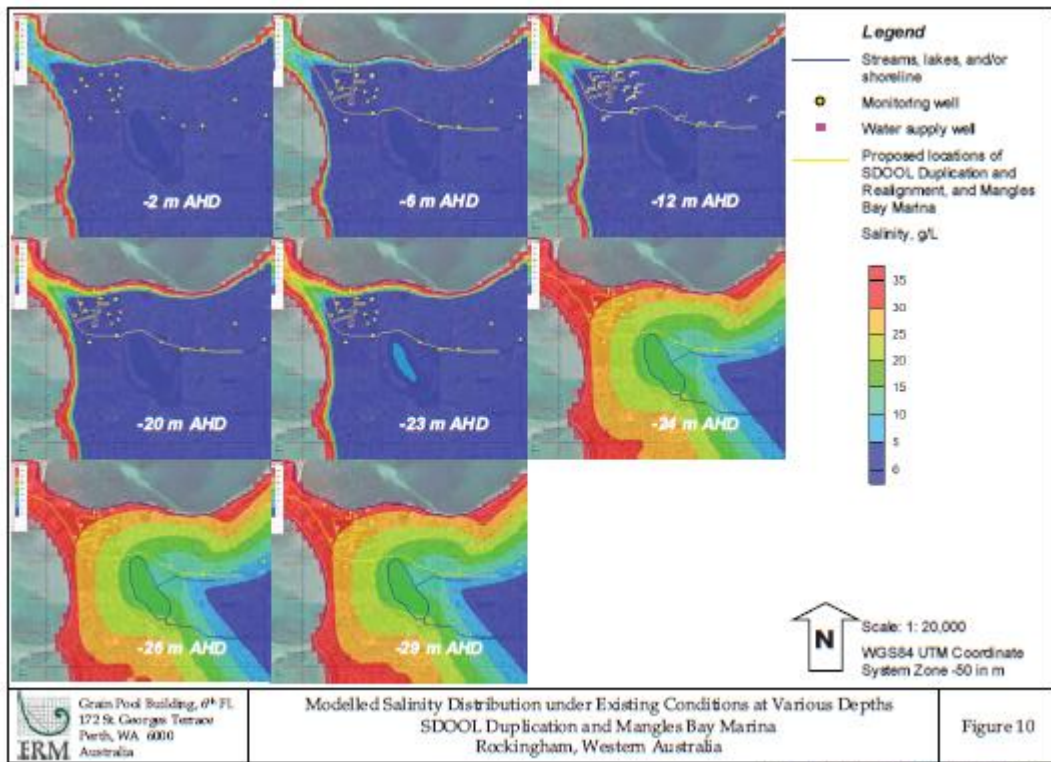 -2 m AHD
-6 m AHD
-12 m AHD
-20 m AHD
-23 m AHD
-24 m AHD
-26 m AHD
-29 m AHD
Legend
Streams, lakes, and/or
shoreline
Monitoring well
Water supply well
Proposed locations of
SDOOL Duplication and
Realignment, and Mangles
Bay Marina
Salinity, g/L
35
30
25
20
15
10
5
0
N
Scale: 1: 20,000
WGS84 UTM Coordinate
System Zone -50 in m
ERM
Grain Pool Building, 6th Fl.
172 St. Georges Terrace
Perth, WA 6000
Australia
Modelled Salinity Distribution under Existing Conditions at Various Depths
SDOOL Duplication and Mangles Bay Marina
Rockingham, Western Australia
Figure 10